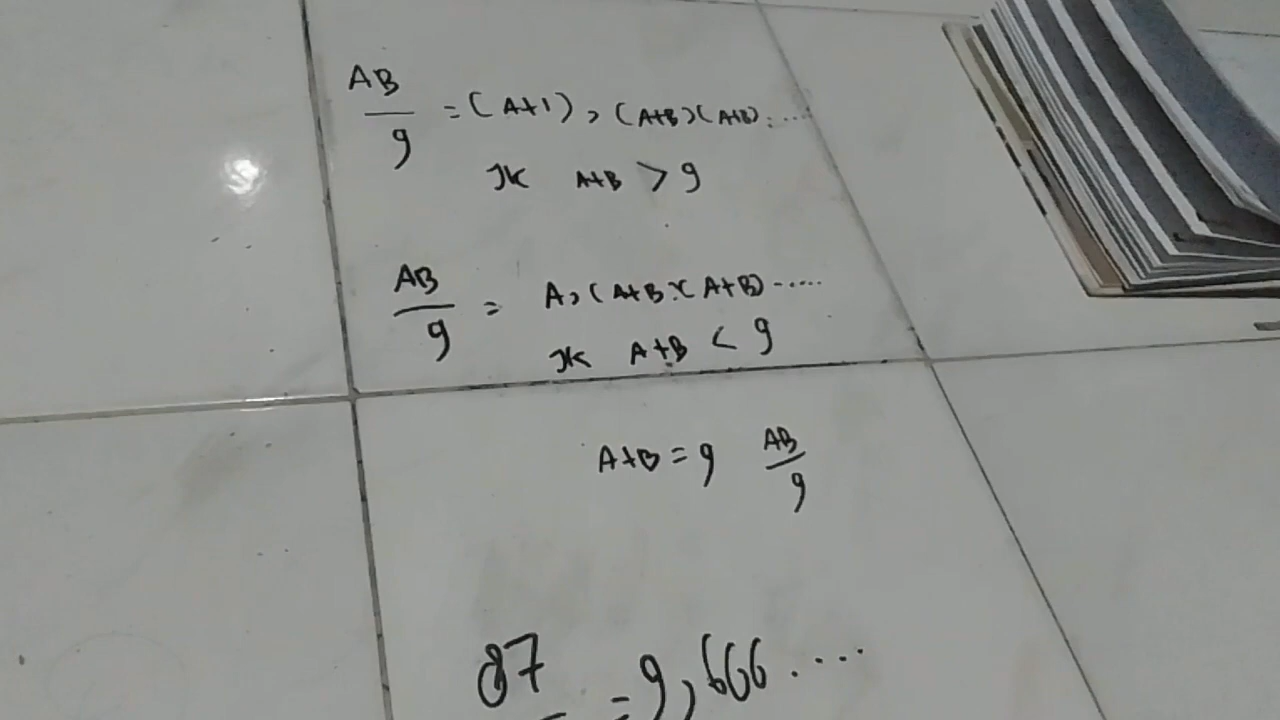 AB
— = (A+1), (A+B)(A+B).....
9
JK A+B > 9
AB
— = A, (A+B)(A+B).....
9
JK A+B < 9
A+B = 9 AB/9
87
— = 9,666....